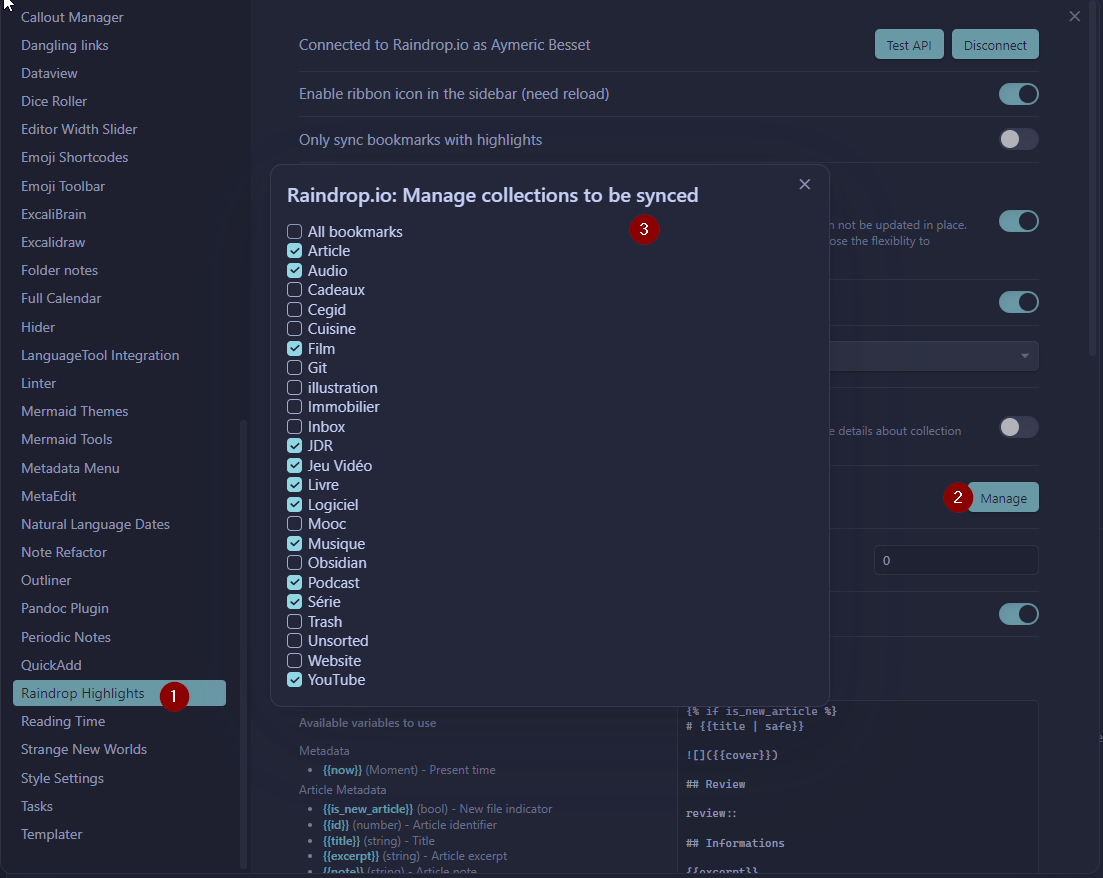 Callout Manager
Dangling links
Dataview
Dice Roller
Editor Width Slider
Emoji Shortcodes
Emoji Toolbar
ExcaliBrain
Excalidraw
Folder notes
Full Calendar
Hider
LanguageTool Integration
Linter
Mermaid Themes
Mermaid Tools
Metadata Menu
MetaEdit
Natural Language Dates
Note Refactor
Outliner
Pandoc Plugin
Periodic Notes
QuickAdd
Raindrop Highlights
1
Reading Time
Strange New Worlds
Style Settings
Tasks
Templater
Connected to Raindrop.io as Aymeric Besset
Test API
Disconnect
Enable ribbon icon in the sidebar (need reload)
Only sync bookmarks with highlights
not be updated in place.
ose the flexiblity to
e details about collection
2
Manage
0
Raindrop.io: Manage collections to be synced
3
All bookmarks
Article
Audio
Cadeaux
Cegid
Cuisine
Film
Git
illustration
Immobilier
Inbox
JDR
Jeu Vidéo
Livre
Logiciel
Mooc
Musique
Obsidian
Podcast
Série
Trash
Unsorted
Website
YouTube
Available variables to use
Metadata
{{now}} (Moment) - Present time
Article Metadata
{{is_new_article}} (bool) - New file indicator
{{id}} (number) - Article identifier
{{title}} (string) - Title
{{excerpt}} (string) - Article excerpt
{{note}} (string) - Article note
{% if is_new_article %}
# {{title | safe}}
![]({{cover}})
## Review
review::
## Informations
{{excerpt}}